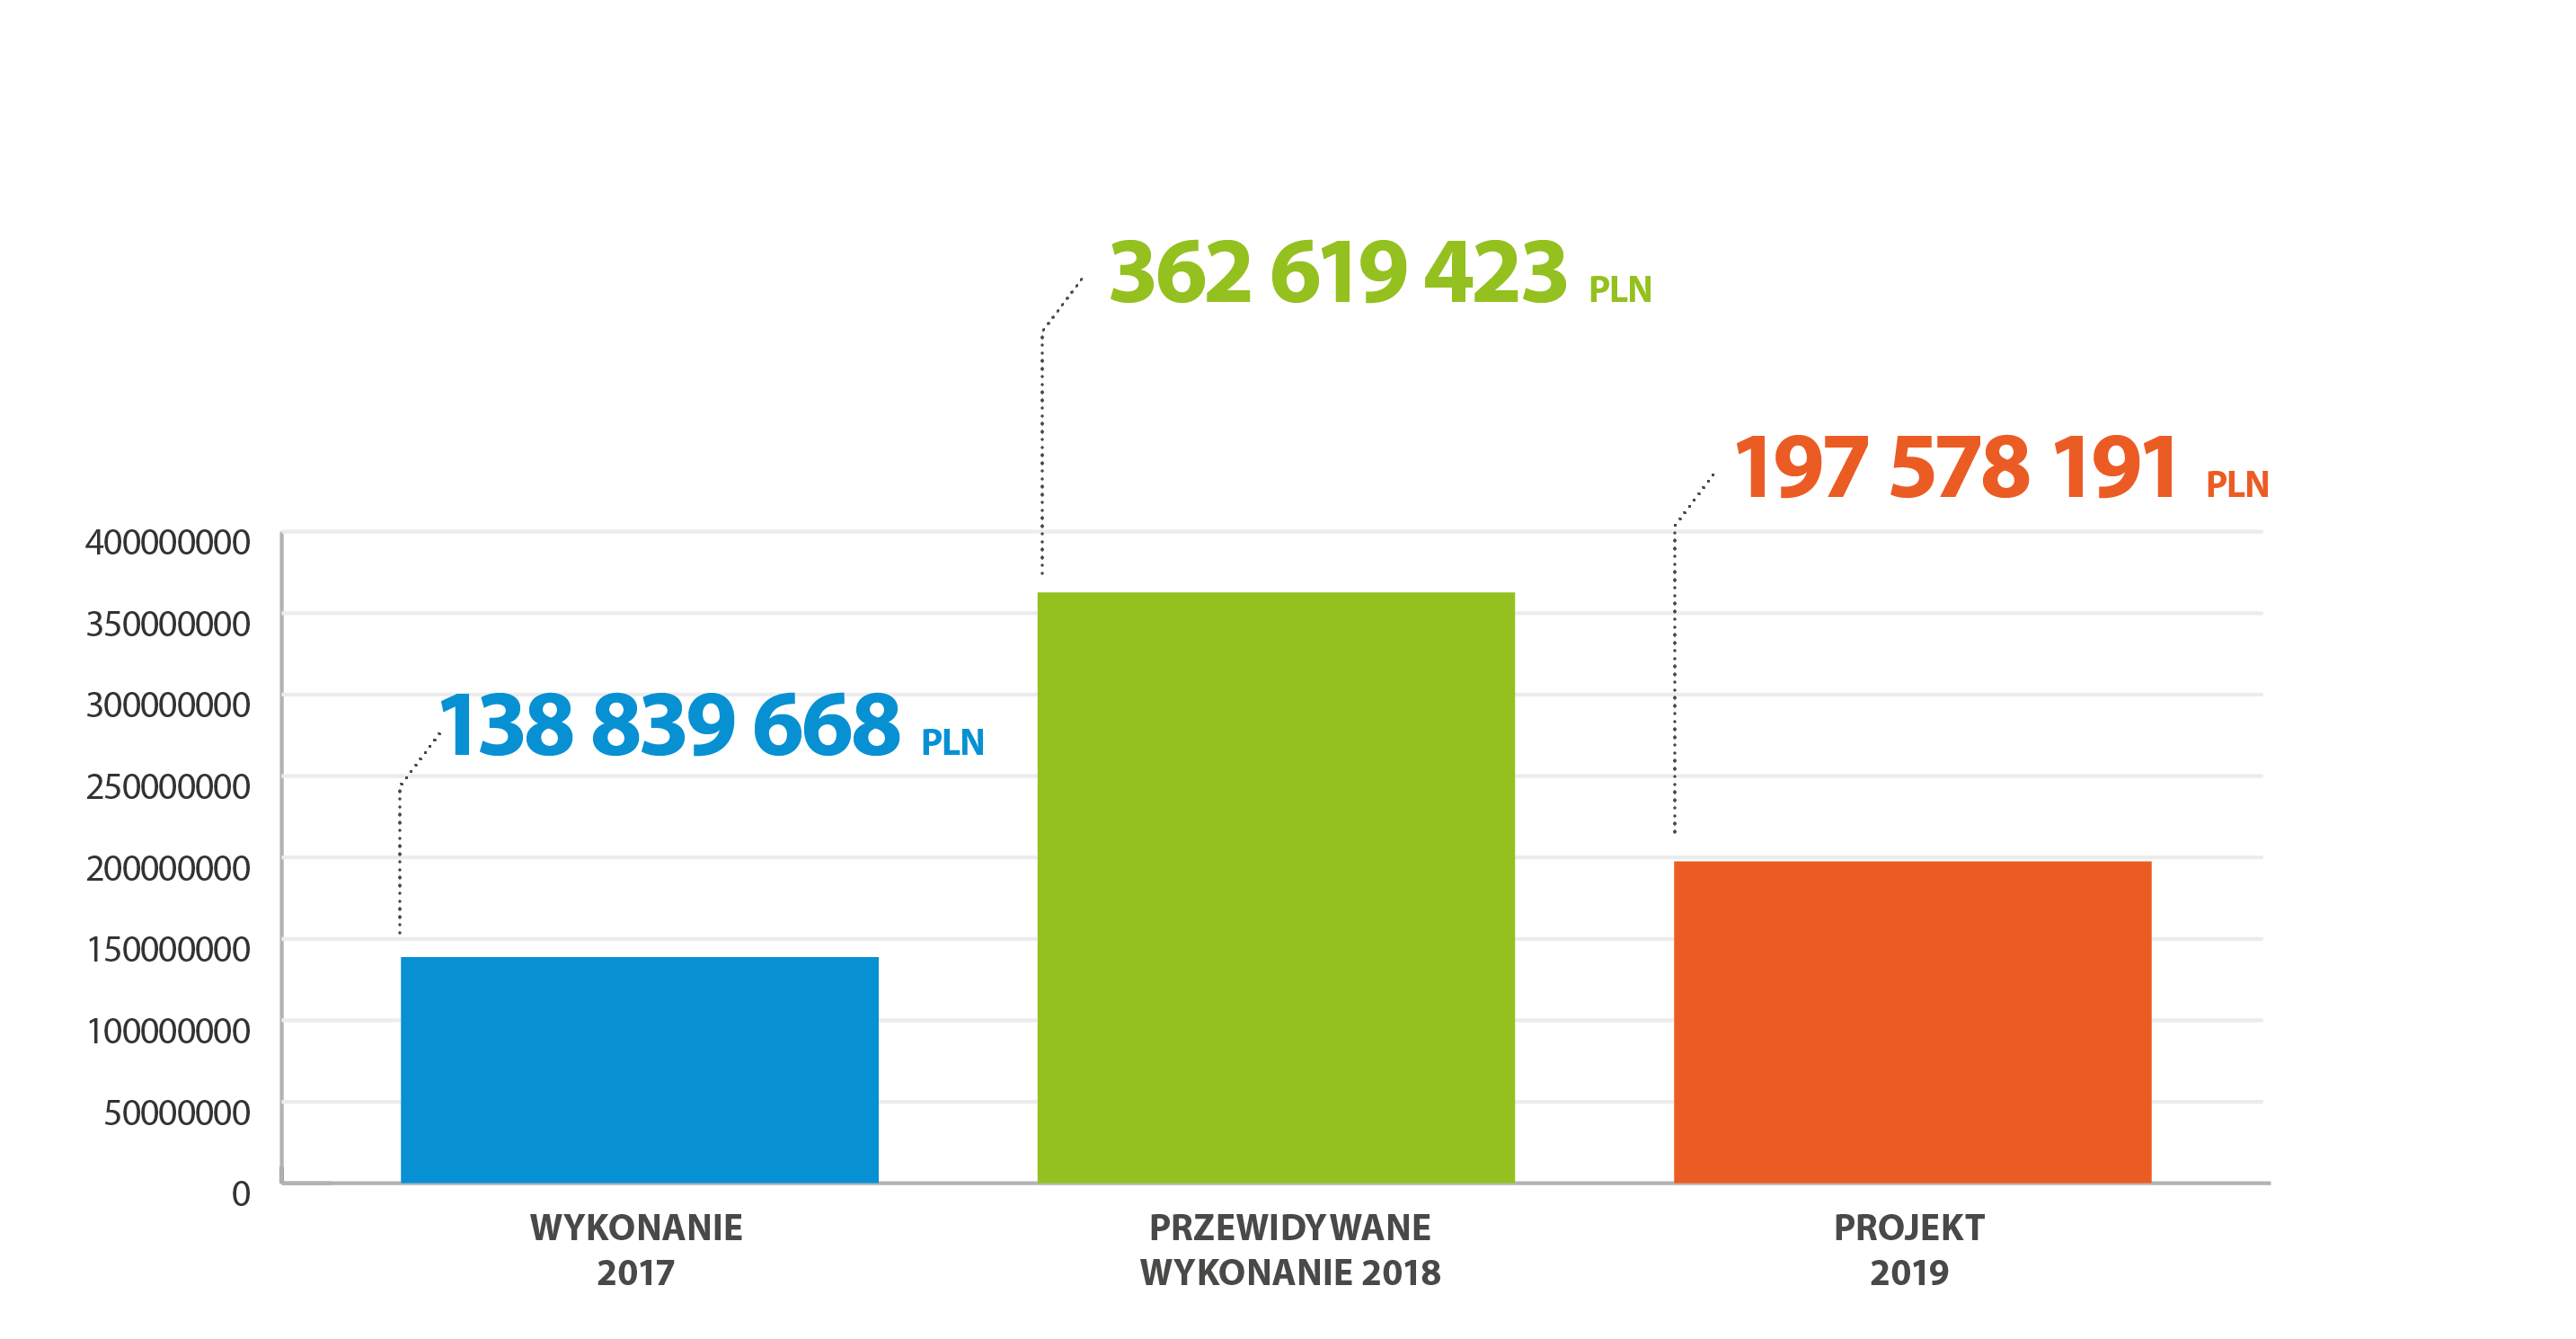 362 619 423 PLN
197 578 191 PLN
138 839 668 PLN
400000000
350000000
300000000
250000000
200000000
150000000
100000000
50000000
0
WYKONANIE
2017
PRZEWIDYWANE
WYKONANIE 2018
PROJEKT
2019